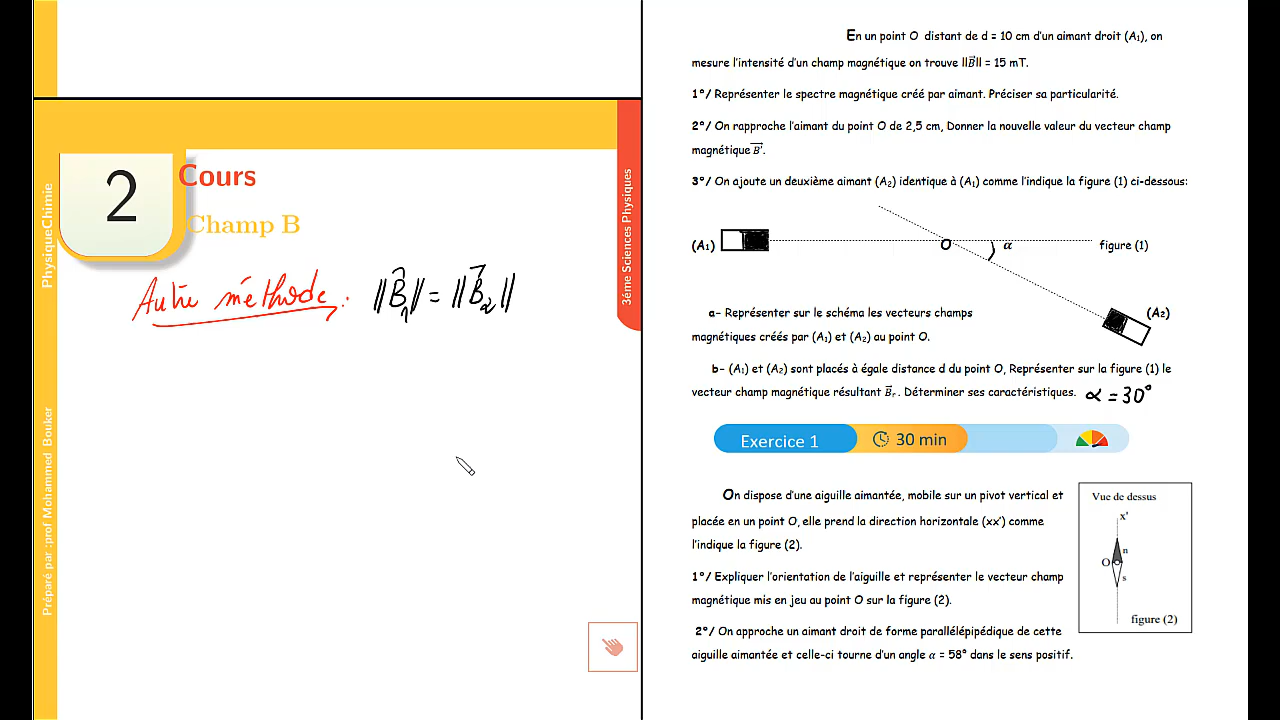 2
Cours
Champ B
PhysiqueChimie
Préparé par :prof Mohammed Bouker
3éme Sciences Physiques
Autre méthode : ||B⃗₁|| = ||B⃗₂||
En un point O distant de d = 10 cm d'un aimant droit (A₁), on
mesure l'intensité d'un champ magnétique on trouve ||B⃗|| = 15 mT.
1°/ Représenter le spectre magnétique créé par aimant. Préciser sa particularité.
2°/ On rapproche l'aimant du point O de 2,5 cm, Donner la nouvelle valeur du vecteur champ
magnétique B'⃗.
3°/ On ajoute un deuxième aimant (A₂) identique à (A₁) comme l'indique la figure (1) ci-dessous:
(A₁) O α figure (1)
(A₂)
a- Représenter sur le schéma les vecteurs champs
magnétiques créés par (A₁) et (A₂) au point O.
b- (A₁) et (A₂) sont placés à égale distance d du point O, Représenter sur la figure (1) le
vecteur champ magnétique résultant B⃗ᵣ. Déterminer ses caractéristiques. α = 30°
Exercice 1 30 min
On dispose d'une aiguille aimantée, mobile sur un pivot vertical et
placée en un point O, elle prend la direction horizontale (xx') comme
l'indique la figure (2).
1°/ Expliquer l'orientation de l'aiguille et représenter le vecteur champ
magnétique mis en jeu au point O sur la figure (2).
2°/ On approche un aimant droit de forme parallélépipédique de cette
aiguille aimantée et celle-ci tourne d'un angle α = 58° dans le sens positif.
Vue de dessus
x'
n
O
s
figure (2)